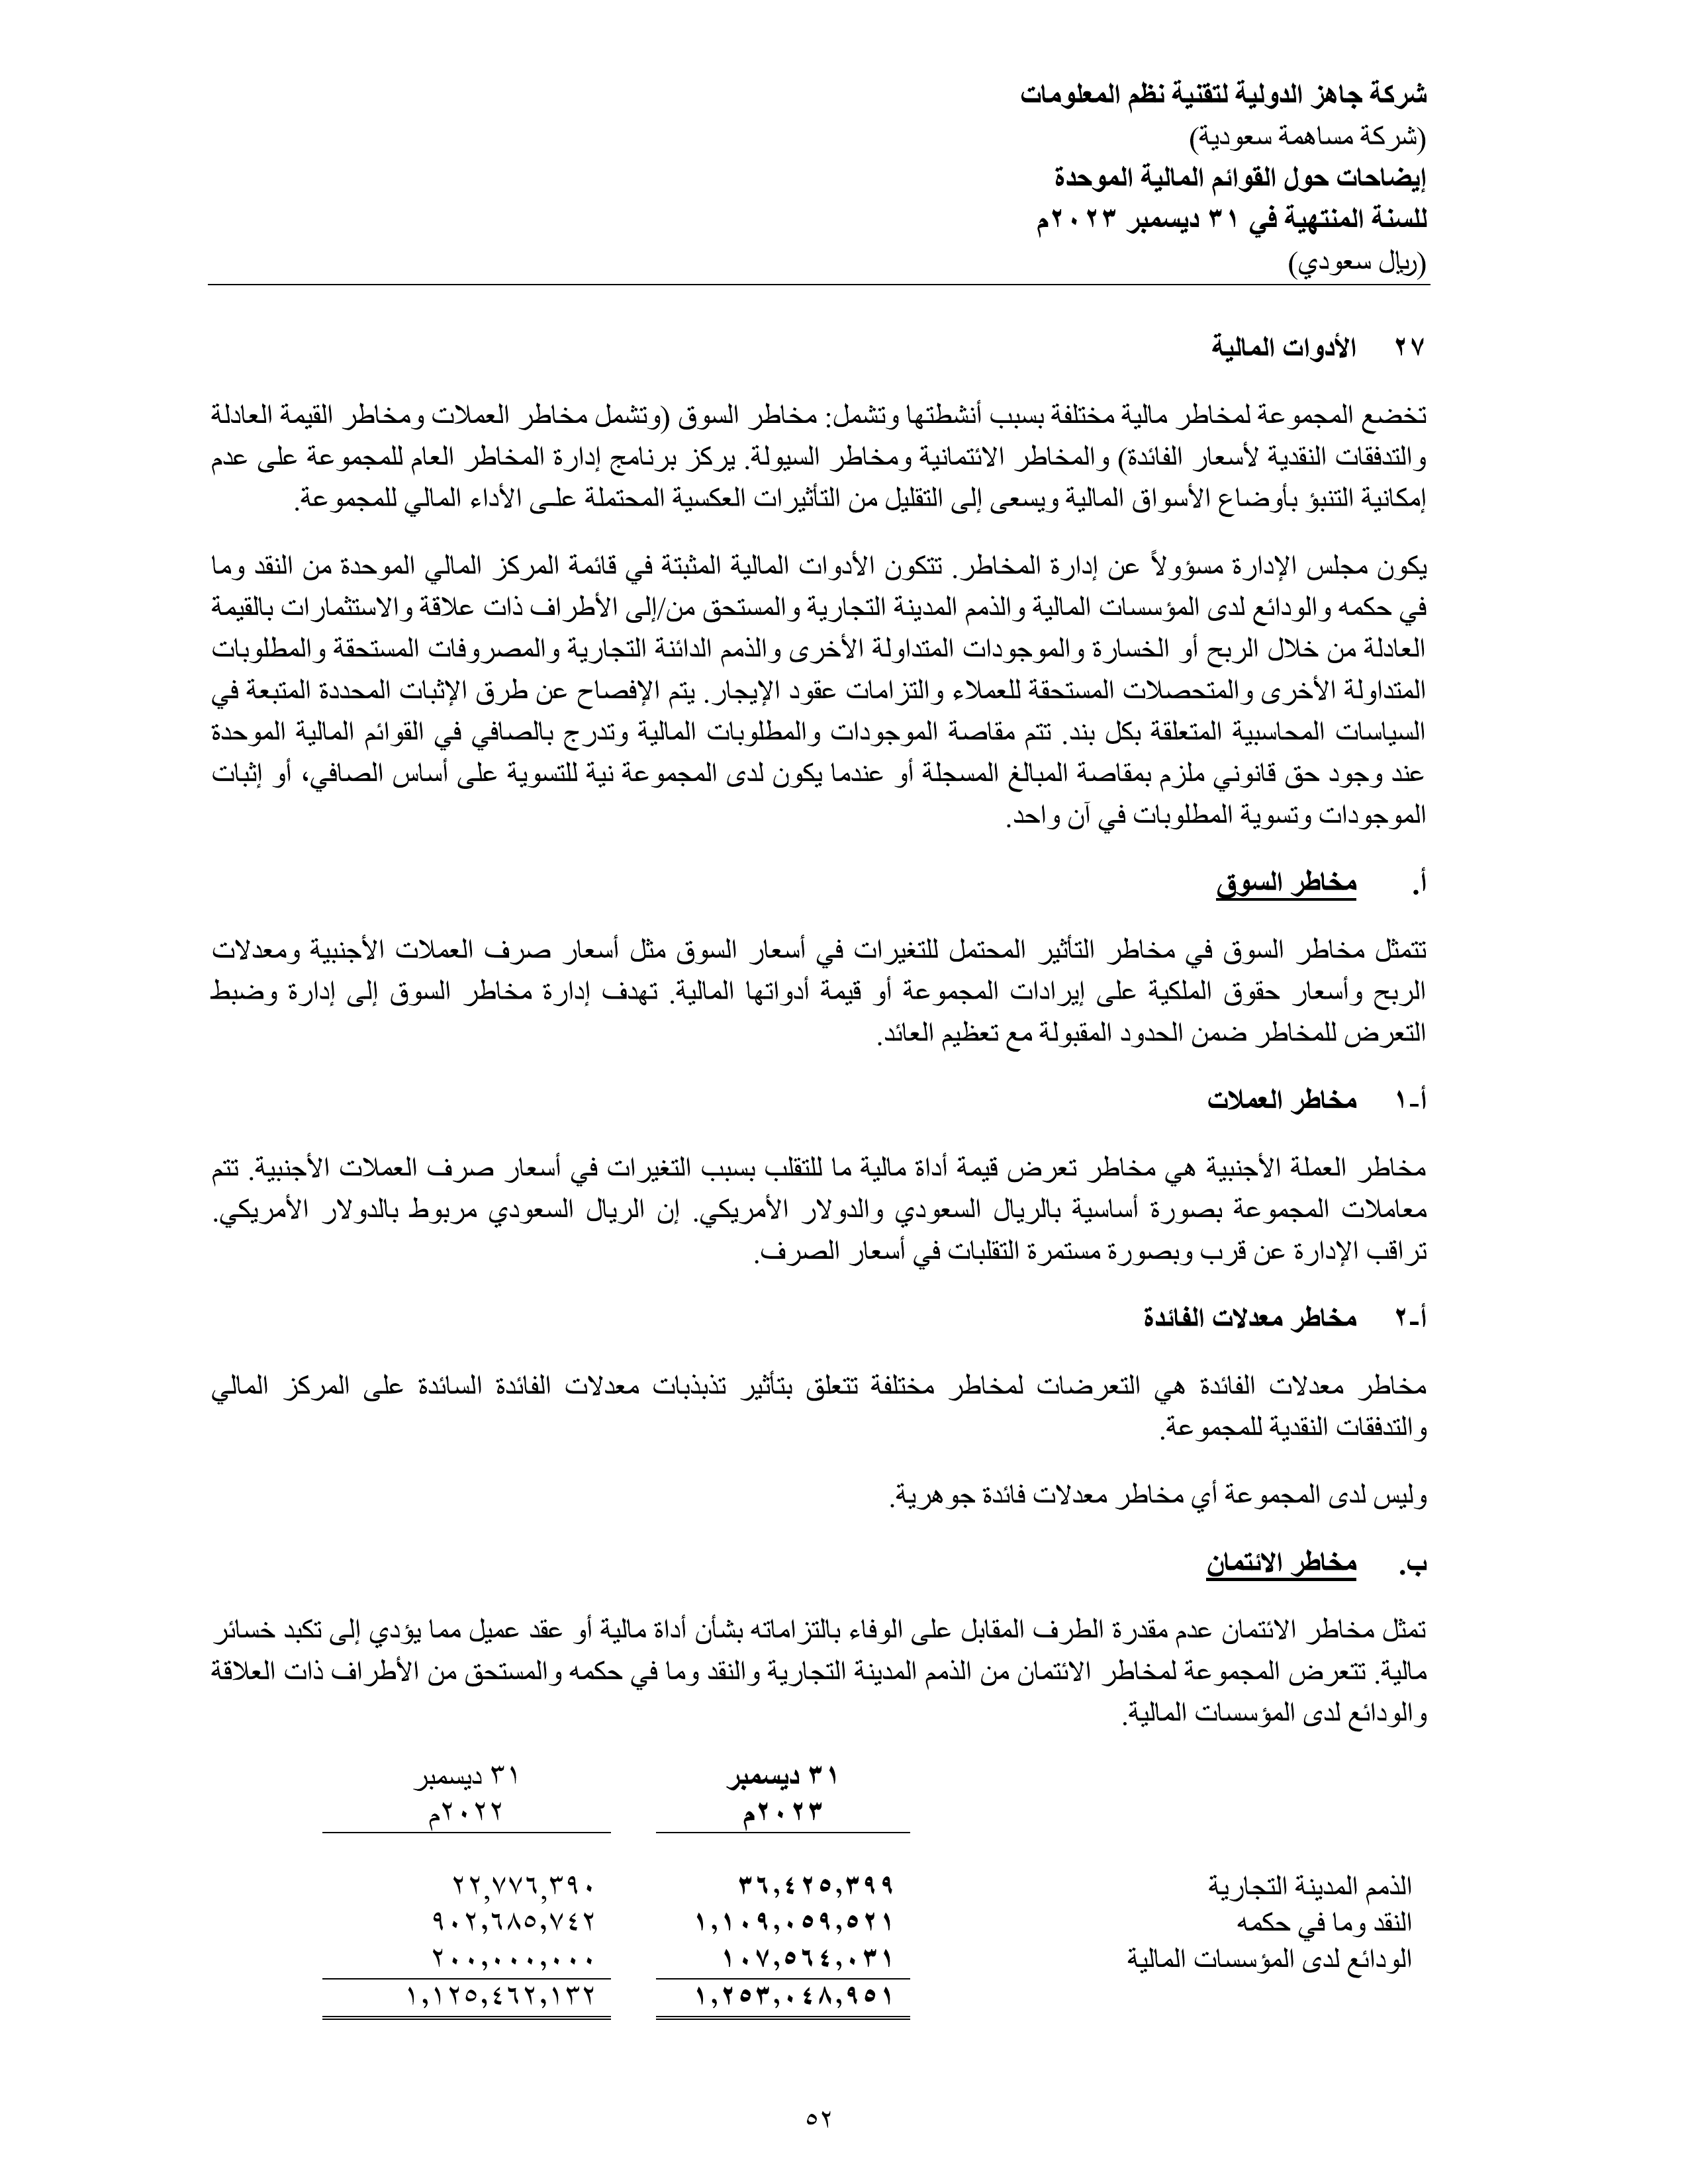 شركة جاهز الدولية لتقنية نظم المعلومات
(شركة مساهمة سعودية)
إيضاحات حول القوائم المالية الموحدة
للسنة المنتهية في ٣١ ديسمبر ٢٠٢٣م
(ريال سعودي)
٢٧ الأدوات المالية
تخضع المجموعة لمخاطر مالية مختلفة بسبب أنشطتها وتشمل: مخاطر السوق (وتشمل مخاطر العملات ومخاطر القيمة العادلة
والتدفقات النقدية لأسعار الفائدة) والمخاطر الائتمانية ومخاطر السيولة. يركز برنامج إدارة المخاطر العام للمجموعة على عدم
إمكانية التنبؤ بأوضاع الأسواق المالية ويسعى إلى التقليل من التأثيرات العكسية المحتملة علـى الأداء المالي للمجموعة.
يكون مجلس الإدارة مسؤولاً عن إدارة المخاطر. تتكون الأدوات المالية المثبتة في قائمة المركز المالي الموحدة من النقد وما
في حكمه والودائع لدى المؤسسات المالية والذمم المدينة التجارية والمستحق من/إلى الأطراف ذات علاقة والاستثمارات بالقيمة
العادلة من خلال الربح أو الخسارة والموجودات المتداولة الأخرى والذمم الدائنة التجارية والمصروفات المستحقة والمطلوبات
المتداولة الأخرى والمتحصلات المستحقة للعملاء والتزامات عقود الإيجار. يتم الإفصاح عن طرق الإثبات المحددة المتبعة في
السياسات المحاسبية المتعلقة بكل بند. تتم مقاصة الموجودات والمطلوبات المالية وتدرج بالصافي في القوائم المالية الموحدة
عند وجود حق قانوني ملزم بمقاصة المبالغ المسجلة أو عندما يكون لدى المجموعة نية للتسوية على أساس الصافي، أو إثبات
الموجودات وتسوية المطلوبات في آن واحد.
أ. مخاطر السوق
تتمثل مخاطر السوق في مخاطر التأثير المحتمل للتغيرات في أسعار السوق مثل أسعار صرف العملات الأجنبية ومعدلات
الربح وأسعار حقوق الملكية على إيرادات المجموعة أو قيمة أدواتها المالية. تهدف إدارة مخاطر السوق إلى إدارة وضبط
التعرض للمخاطر ضمن الحدود المقبولة مع تعظيم العائد.
أ-١ مخاطر العملات
مخاطر العملة الأجنبية هي مخاطر تعرض قيمة أداة مالية ما للتقلب بسبب التغيرات في أسعار صرف العملات الأجنبية. تتم
معاملات المجموعة بصورة أساسية بالريال السعودي والدولار الأمريكي. إن الريال السعودي مربوط بالدولار الأمريكي.
تراقب الإدارة عن قرب وبصورة مستمرة التقلبات في أسعار الصرف.
أ-٢ مخاطر معدلات الفائدة
مخاطر معدلات الفائدة هي التعرضات لمخاطر مختلفة تتعلق بتأثير تذبذبات معدلات الفائدة السائدة على المركز المالي
والتدفقات النقدية للمجموعة.
وليس لدى المجموعة أي مخاطر معدلات فائدة جوهرية.
ب. مخاطر الائتمان
تمثل مخاطر الائتمان عدم مقدرة الطرف المقابل على الوفاء بالتزاماته بشأن أداة مالية أو عقد عميل مما يؤدي إلى تكبد خسائر
مالية. تتعرض المجموعة لمخاطر الائتمان من الذمم المدينة التجارية والنقد وما في حكمه والمستحق من الأطراف ذات العلاقة
والودائع لدى المؤسسات المالية.
٣١ ديسمبر ٣١ ديسمبر
٢٠٢٣م ٢٠٢٢م
الذمم المدينة التجارية ٣٦,٤٢٥,٣٩٩ ٢٢,٧٧٦,٣٩٠
النقد وما في حكمه ١,١٠٩,٠٥٩,٥٢١ ٩٠٢,٦٨٥,٧٤٢
الودائع لدى المؤسسات المالية ١٠٧,٥٦٤,٠٣١ ٢٠٠,٠٠٠,٠٠٠
١,٢٥٣,٠٤٨,٩٥١ ١,١٢٥,٤٦٢,١٣٢
٥٢